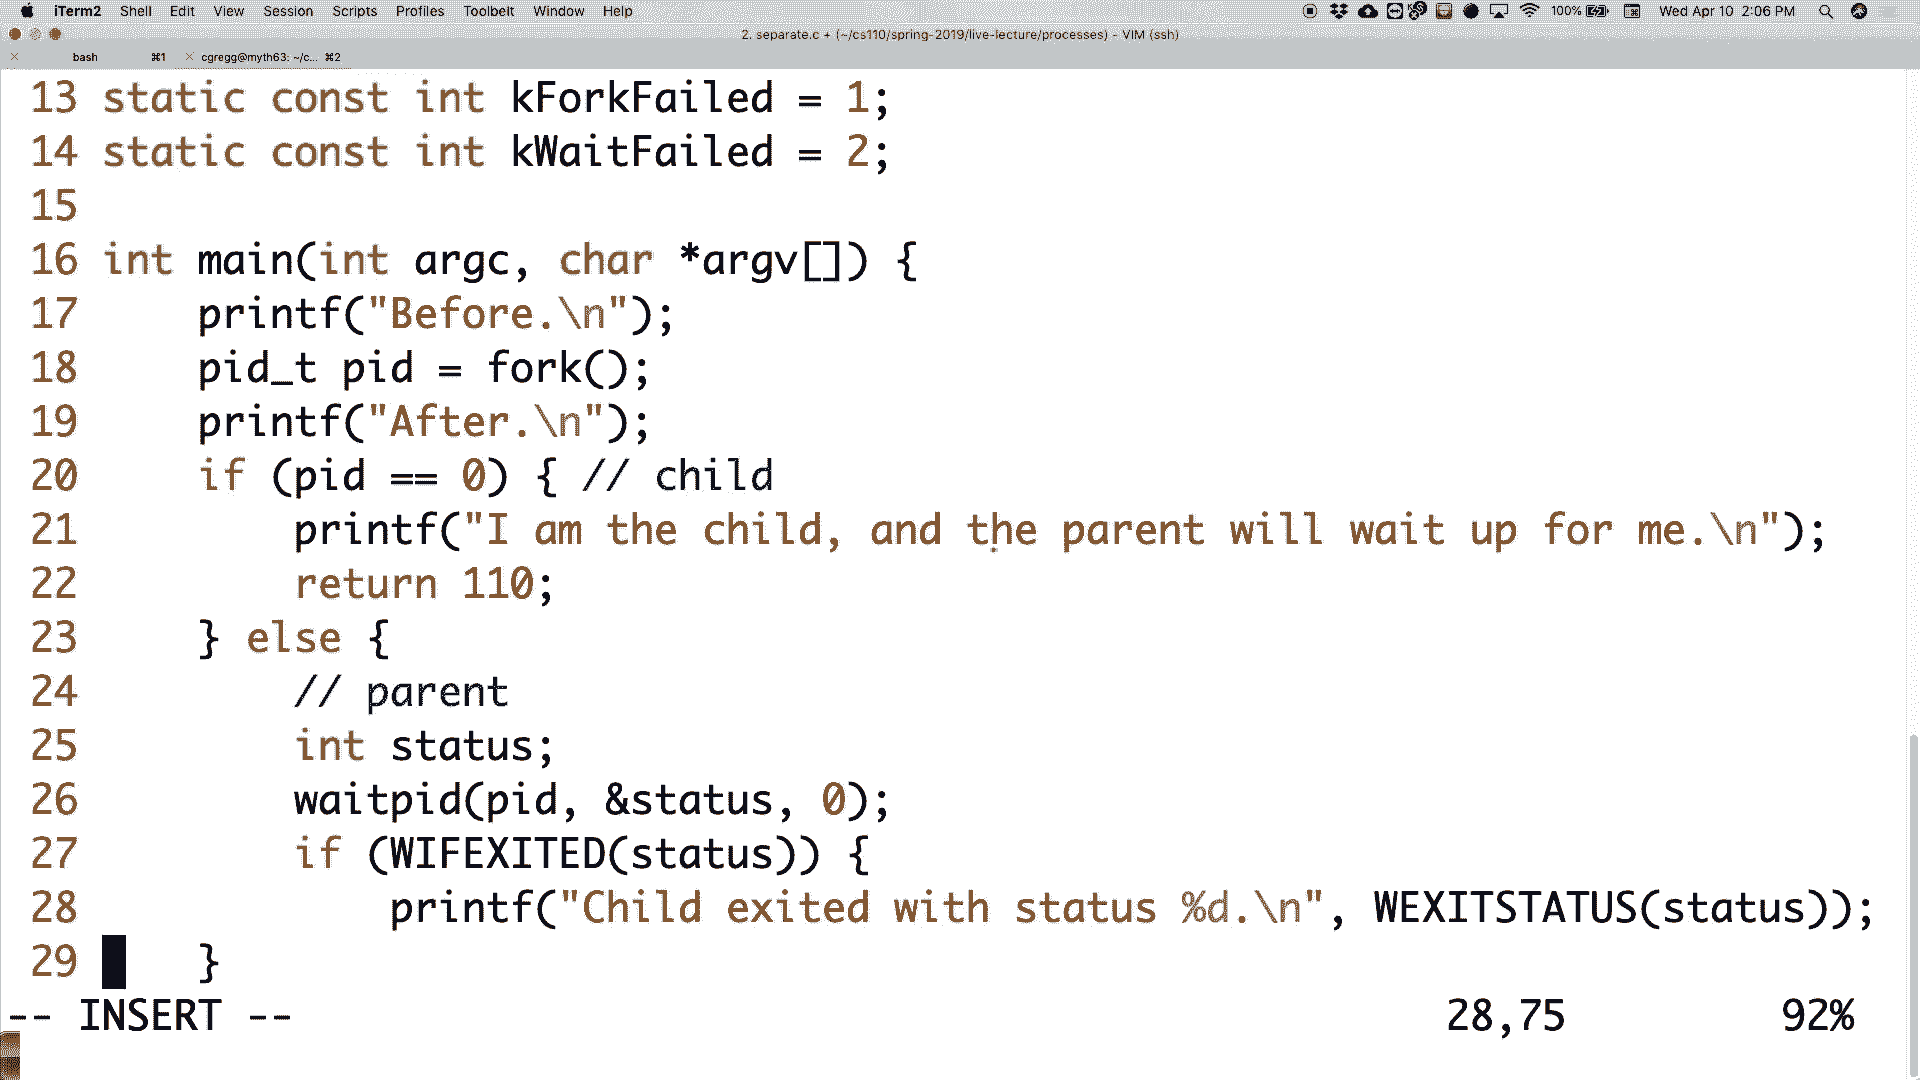 iTerm2 Shell Edit View Session Scripts Profiles Toolbelt Window Help 100% Wed Apr 10 2:06 PM
2. separate.c + (~/cs110/spring-2019/live-lecture/processes) - VIM (ssh)
bash ⌘1 cgregg@myth63: ~/c... ⌘2
13 static const int kForkFailed = 1;
14 static const int kWaitFailed = 2;
15
16 int main(int argc, char *argv[]) {
17     printf("Before.\n");
18     pid_t pid = fork();
19     printf("After.\n");
20     if (pid == 0) { // child
21         printf("I am the child, and the parent will wait up for me.\n");
22         return 110;
23     } else {
24         // parent
25         int status;
26         waitpid(pid, &status, 0);
27         if (WIFEXITED(status)) {
28             printf("Child exited with status %d.\n", WEXITSTATUS(status));
29     }
-- INSERT -- 28,75 92%